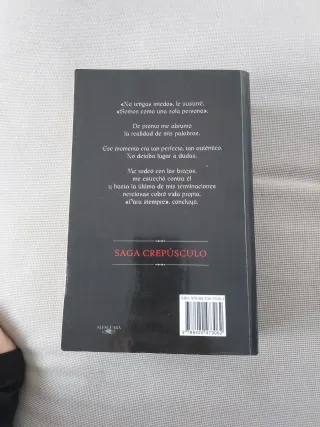 «No tengas miedo», le susurré.
«Somos como una sola persona».
De pronto me abrumó
la realidad de mis palabras.
Ese momento era tan perfecto, tan auténtico.
No dejaba lugar a dudas.
Me rodeó con los brazos,
me estrechó contra él
y hasta la última de mis terminaciones
nerviosas cobró vida propia.
«Para siempre», concluyó.
SAGA CREPÚSCULO
ALFAGUARA